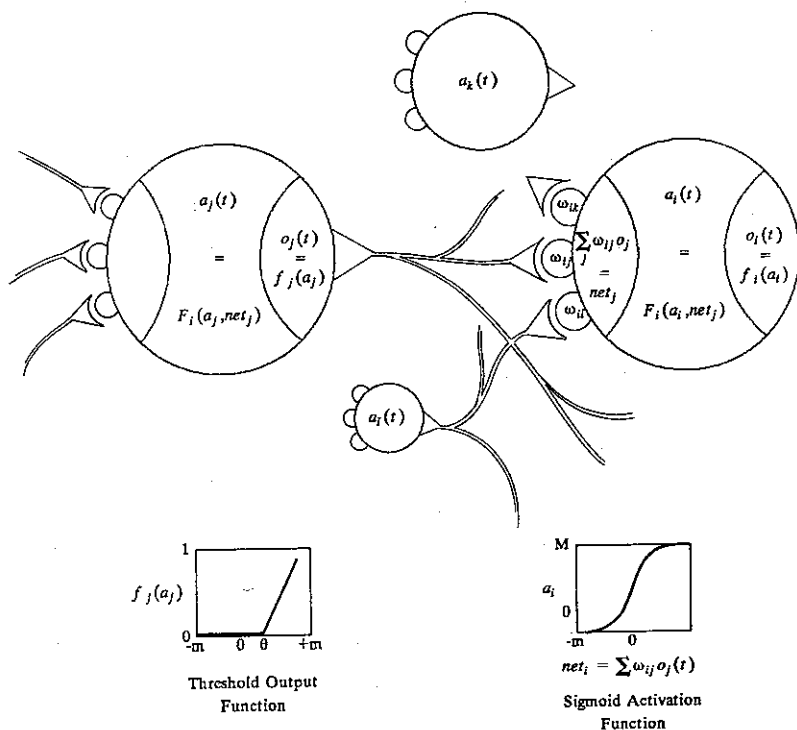 a_k(t)
a_j(t)
=
F_i(a_j,net_j)
o_j(t)
=
f_j(a_j)
ω_ik
ω_ij
ω_il
∑_j ω_ij o_j
=
net_j
a_i(t)
=
F_i(a_i,net_j)
o_i(t)
=
f_i(a_i)
a_l(t)
1
f_j(a_j)
0
-m 0 θ +m
Threshold Output
Function
M
a_i
0
-m 0
net_i = ∑ ω_ij o_j(t)
Sigmoid Activation
Function